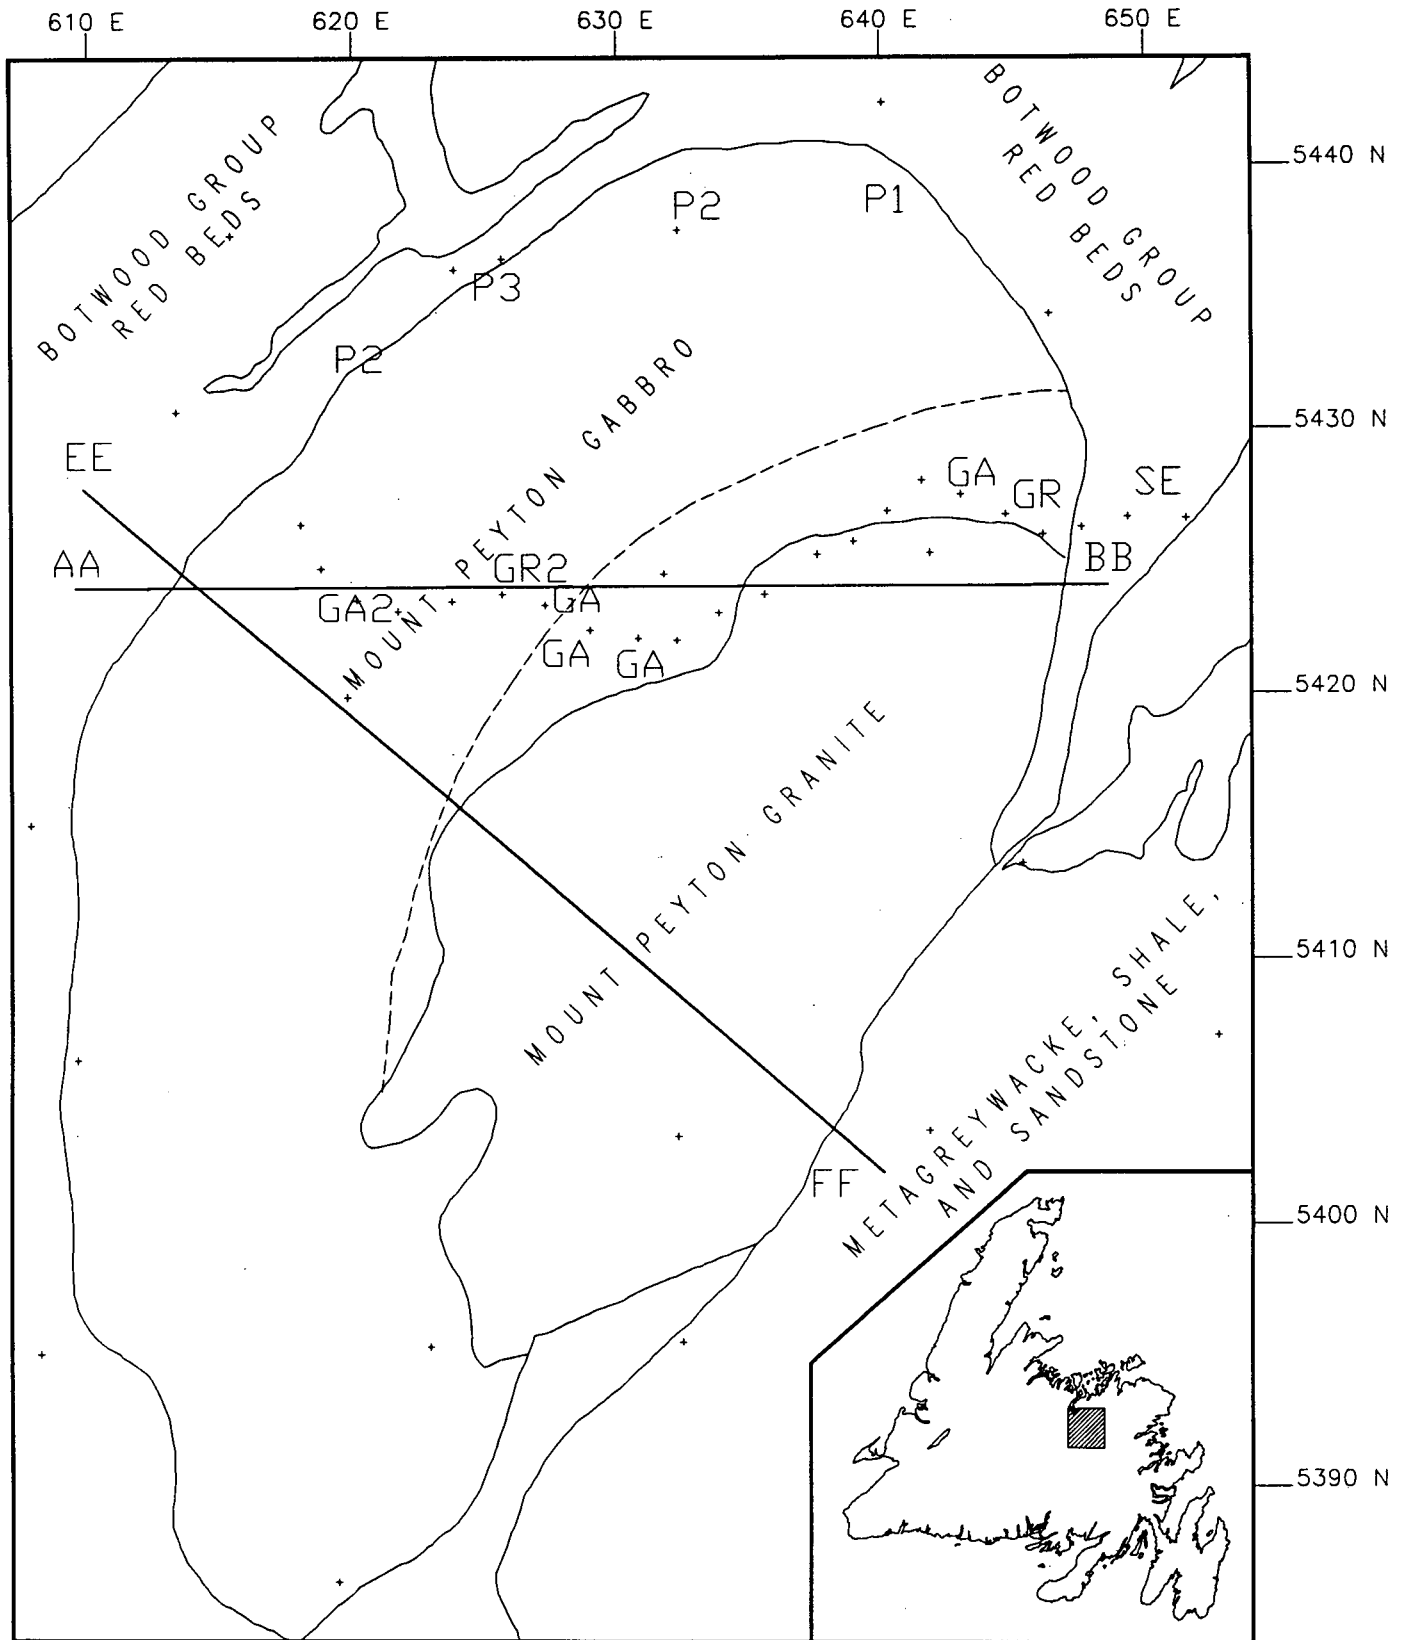 610 E
620 E
630 E
640 E
650 E
BOTWOOD GROUP
RED BEDS
BOTWOOD GROUP
RED BEDS
5440 N
P2
P1
P3
P2
MOUNT PEYTON GABBRO
5430 N
EE
GA
GR
SE
AA
GR2
BB
GA2
GA
GA
GA
5420 N
MOUNT PEYTON GRANITE
5410 N
METAGREYWACKE, SHALE,
AND SANDSTONE
FF
5400 N
5390 N